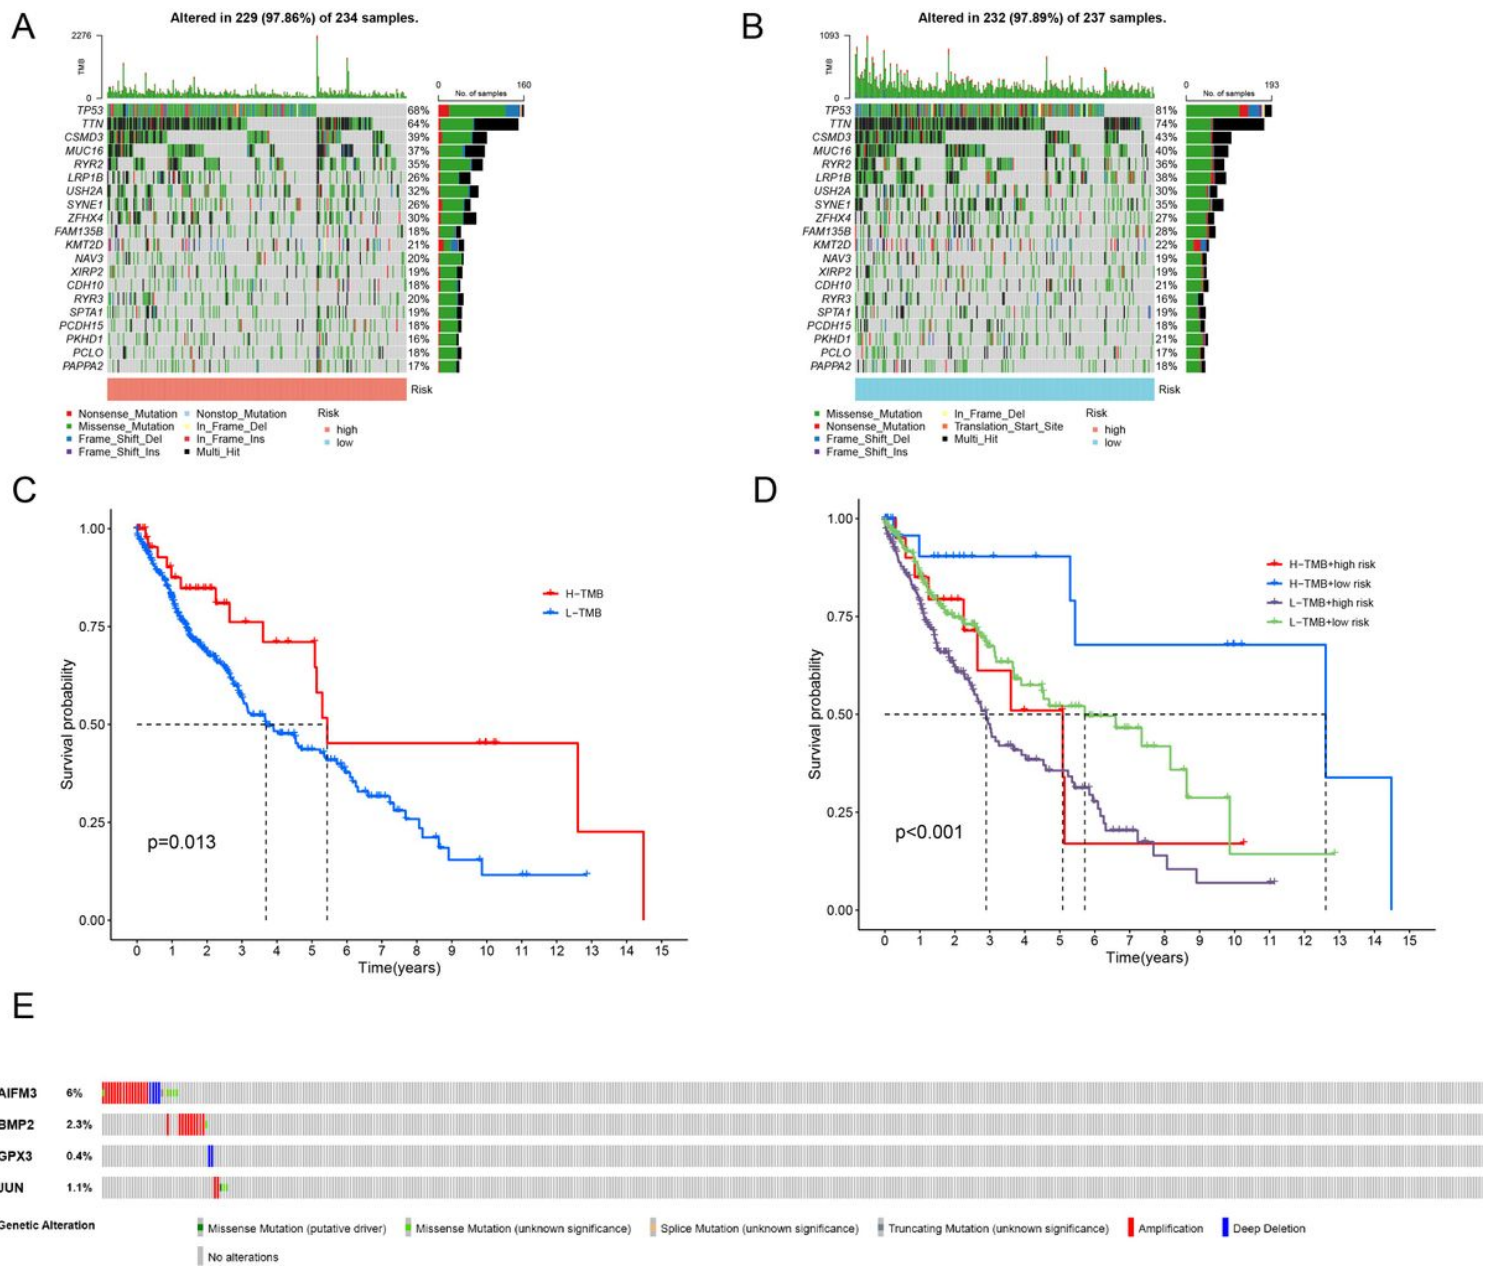 A
Altered in 229 (97.86%) of 234 samples.
2276
TMB
0
0 160
No. of samples
TP53 68%
TTN 64%
CSMD3 39%
MUC16 37%
RYR2 35%
LRP1B 26%
USH2A 32%
SYNE1 26%
ZFHX4 30%
FAM135B 18%
KMT2D 21%
NAV3 20%
XIRP2 19%
CDH10 18%
RYR3 20%
SPTA1 19%
PCDH15 18%
PKHD1 16%
PCLO 18%
PAPPA2 17%
Risk
Nonsense_Mutation Nonstop_Mutation Risk
Missense_Mutation In_Frame_Del high
Frame_Shift_Del In_Frame_Ins low
Frame_Shift_Ins Multi_Hit
B
Altered in 232 (97.89%) of 237 samples.
1093
TMB
0
0 193
No. of samples
TP53 81%
TTN 74%
CSMD3 43%
MUC16 40%
RYR2 36%
LRP1B 38%
USH2A 30%
SYNE1 35%
ZFHX4 27%
FAM135B 28%
KMT2D 22%
NAV3 19%
XIRP2 19%
CDH10 21%
RYR3 16%
SPTA1 19%
PCDH15 18%
PKHD1 21%
PCLO 17%
PAPPA2 18%
Risk
Missense_Mutation In_Frame_Del Risk
Nonsense_Mutation Translation_Start_Site high
Frame_Shift_Del Multi_Hit low
Frame_Shift_Ins
C
1.00
0.75
0.50
0.25
0.00
Survival probability
H-TMB
L-TMB
p=0.013
0 1 2 3 4 5 6 7 8 9 10 11 12 13 14 15
Time(years)
D
1.00
0.75
0.50
0.25
0.00
Survival probability
H-TMB+high risk
H-TMB+low risk
L-TMB+high risk
L-TMB+low risk
p<0.001
0 1 2 3 4 5 6 7 8 9 10 11 12 13 14 15
Time(years)
E
AIFM3 6%
BMP2 2.3%
GPX3 0.4%
JUN 1.1%
Genetic Alteration Missense Mutation (putative driver) Missense Mutation (unknown significance) Splice Mutation (unknown significance) Truncating Mutation (unknown significance) Amplification Deep Deletion
No alterations